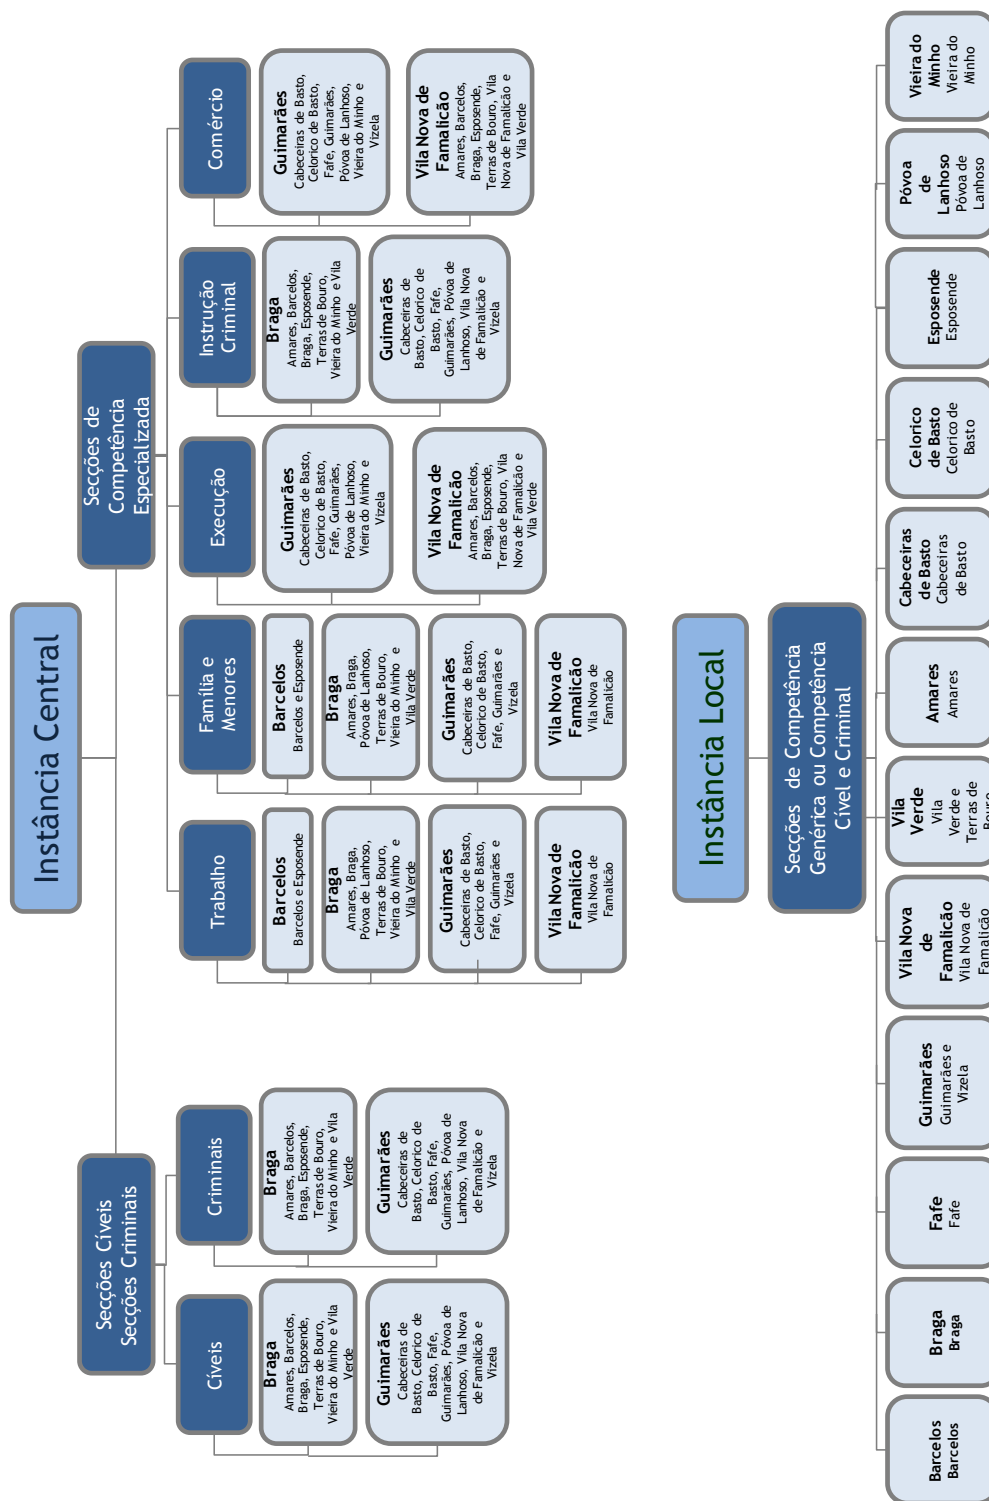 Instância Central
Secções Cíveis
Secções Criminais
Cíveis
Braga
Amares, Barcelos,
Braga, Esposende,
Terras de Bouro,
Vieira do Minho e Vila
Verde
Guimarães
Cabeceiras de
Basto, Celorico de
Basto, Fafe,
Guimarães, Póvoa de
Lanhoso, Vila Nova
de Famalicão e
Vizela
Criminais
Braga
Amares, Barcelos,
Braga, Esposende,
Terras de Bouro,
Vieira do Minho e Vila
Verde
Guimarães
Cabeceiras de
Basto, Celorico de
Basto, Fafe,
Guimarães, Póvoa de
Lanhoso, Vila Nova
de Famalicão e
Vizela
Secções de
Competência
Especializada
Trabalho
Barcelos
Barcelos e Esposende
Braga
Amares, Braga,
Póvoa de Lanhoso,
Terras de Bouro,
Vieira do Minho e
Vila Verde
Guimarães
Cabeceiras de Basto,
Celorico de Basto,
Fafe, Guimarães e
Vizela
Vila Nova de
Famalicão
Vila Nova de
Famalicão
Família e
Menores
Barcelos
Barcelos e Esposende
Braga
Amares, Braga,
Póvoa de Lanhoso,
Terras de Bouro,
Vieira do Minho e
Vila Verde
Guimarães
Cabeceiras de Basto,
Celorico de Basto,
Fafe, Guimarães e
Vizela
Vila Nova de
Famalicão
Vila Nova de
Famalicão
Execução
Guimarães
Cabeceiras de Basto,
Celorico de Basto,
Fafe, Guimarães,
Póvoa de Lanhoso,
Vieira do Minho e
Vizela
Vila Nova de
Famalicão
Amares, Barcelos,
Braga, Esposende,
Terras de Bouro, Vila
Nova de Famalicão e
Vila Verde
Instrução
Criminal
Braga
Amares, Barcelos,
Braga, Esposende,
Terras de Bouro,
Vieira do Minho e Vila
Verde
Guimarães
Cabeceiras de
Basto, Celorico de
Basto, Fafe,
Guimarães, Póvoa de
Lanhoso, Vila Nova
de Famalicão e
Vizela
Comércio
Guimarães
Cabeceiras de Basto,
Celorico de Basto,
Fafe, Guimarães,
Póvoa de Lanhoso,
Vieira do Minho e
Vizela
Vila Nova de
Famalicão
Amares, Barcelos,
Braga, Esposende,
Terras de Bouro, Vila
Nova de Famalicão e
Vila Verde
Instância Local
Secções de Competência
Genérica ou Competência
Cível e Criminal
Barcelos
Barcelos
Braga
Braga
Fafe
Fafe
Guimarães
Guimarães e
Vizela
Vila Nova
de
Famalicão
Vila Nova de
Famalicão
Vila
Verde
Vila
Verde e
Terras de
Bouro
Amares
Amares
Cabeceiras
de Basto
Cabeceiras
de Basto
Celorico
de Basto
Celorico de
Basto
Esposende
Esposende
Póvoa
de
Lanhoso
Póvoa de
Lanhoso
Vieira do
Minho
Vieira do
Minho